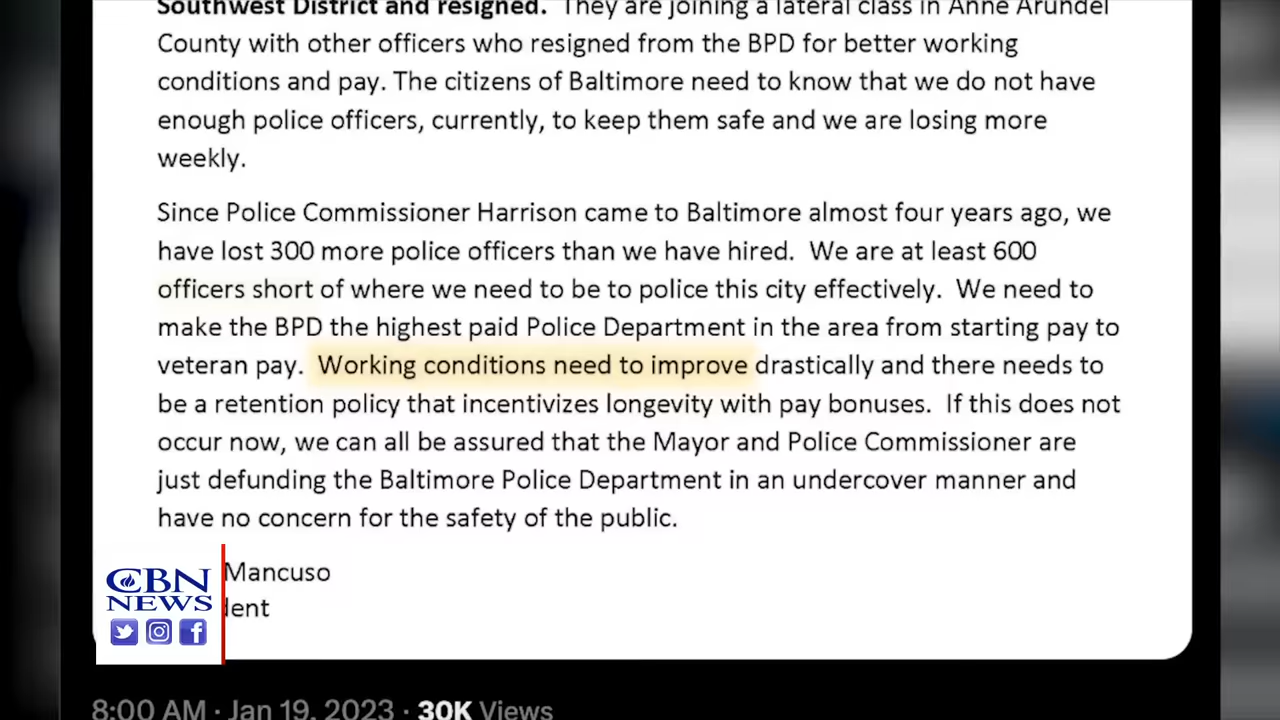 Southwest District and resigned. They are joining a lateral class in Anne Arundel
County with other officers who resigned from the BPD for better working
conditions and pay. The citizens of Baltimore need to know that we do not have
enough police officers, currently, to keep them safe and we are losing more
weekly.
Since Police Commissioner Harrison came to Baltimore almost four years ago, we
have lost 300 more police officers than we have hired. We are at least 600
officers short of where we need to be to police this city effectively. We need to
make the BPD the highest paid Police Department in the area from starting pay to
veteran pay. Working conditions need to improve drastically and there needs to
be a retention policy that incentivizes longevity with pay bonuses. If this does not
occur now, we can all be assured that the Mayor and Police Commissioner are
just defunding the Baltimore Police Department in an undercover manner and
have no concern for the safety of the public.
Mancuso
dent
CBN
NEWS
8:00 AM · Jan 19, 2023 · 30K Views